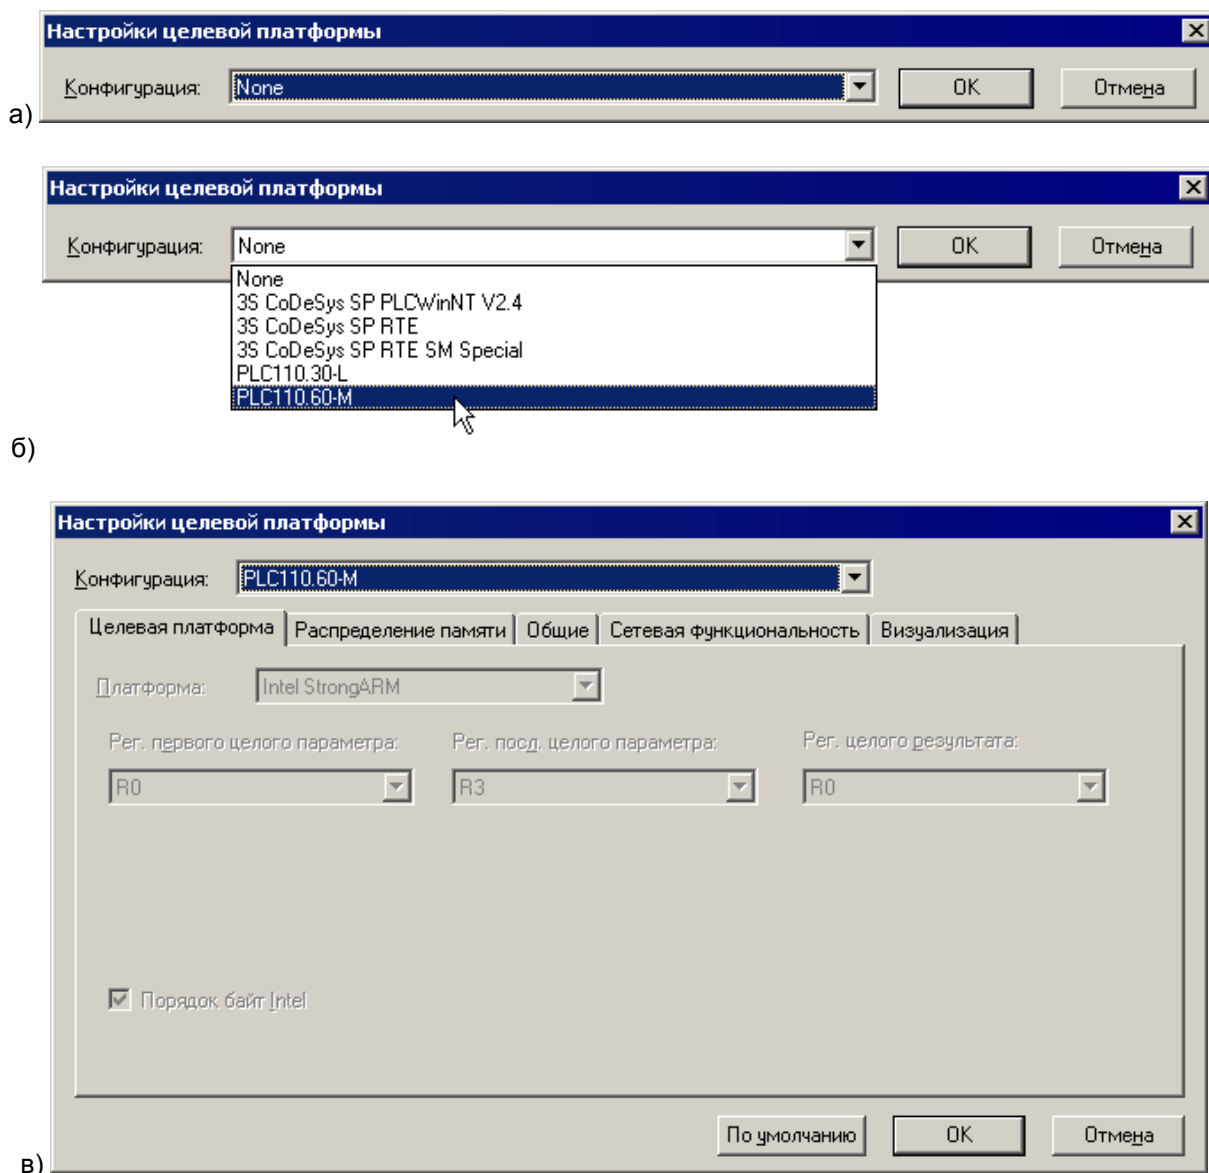 Настройки целевой платформы
Конфигурация: None OK Отмена
а)
Настройки целевой платформы
Конфигурация: None OK Отмена
None
3S CoDeSys SP PLCWinNT V2.4
3S CoDeSys SP RTE
3S CoDeSys SP RTE SM Special
PLC110.30-L
PLC110.60-M
б)
Настройки целевой платформы
Конфигурация: PLC110.60-M
Целевая платформа Распределение памяти Общие Сетевая функциональность Визуализация
Платформа: Intel StrongARM
Рег. первого целого параметра: Рег. посл. целого параметра: Рег. целого результата:
R0 R3 R0
Порядок байт Intel
По умолчанию OK Отмена
в)